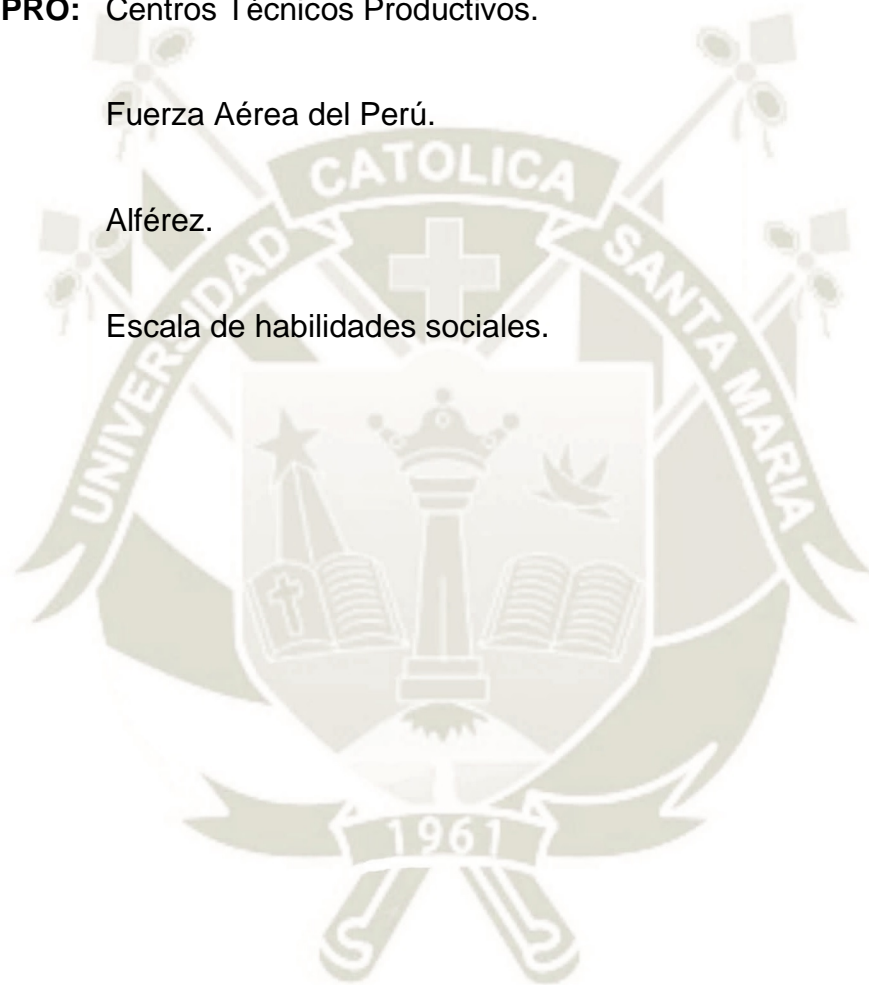 PRO: Centros Técnicos Productivos.
Fuerza Aérea del Perú.
Alférez.
Escala de habilidades sociales.
UNIVERSIDAD CATOLICA SANTA MARIA
1961